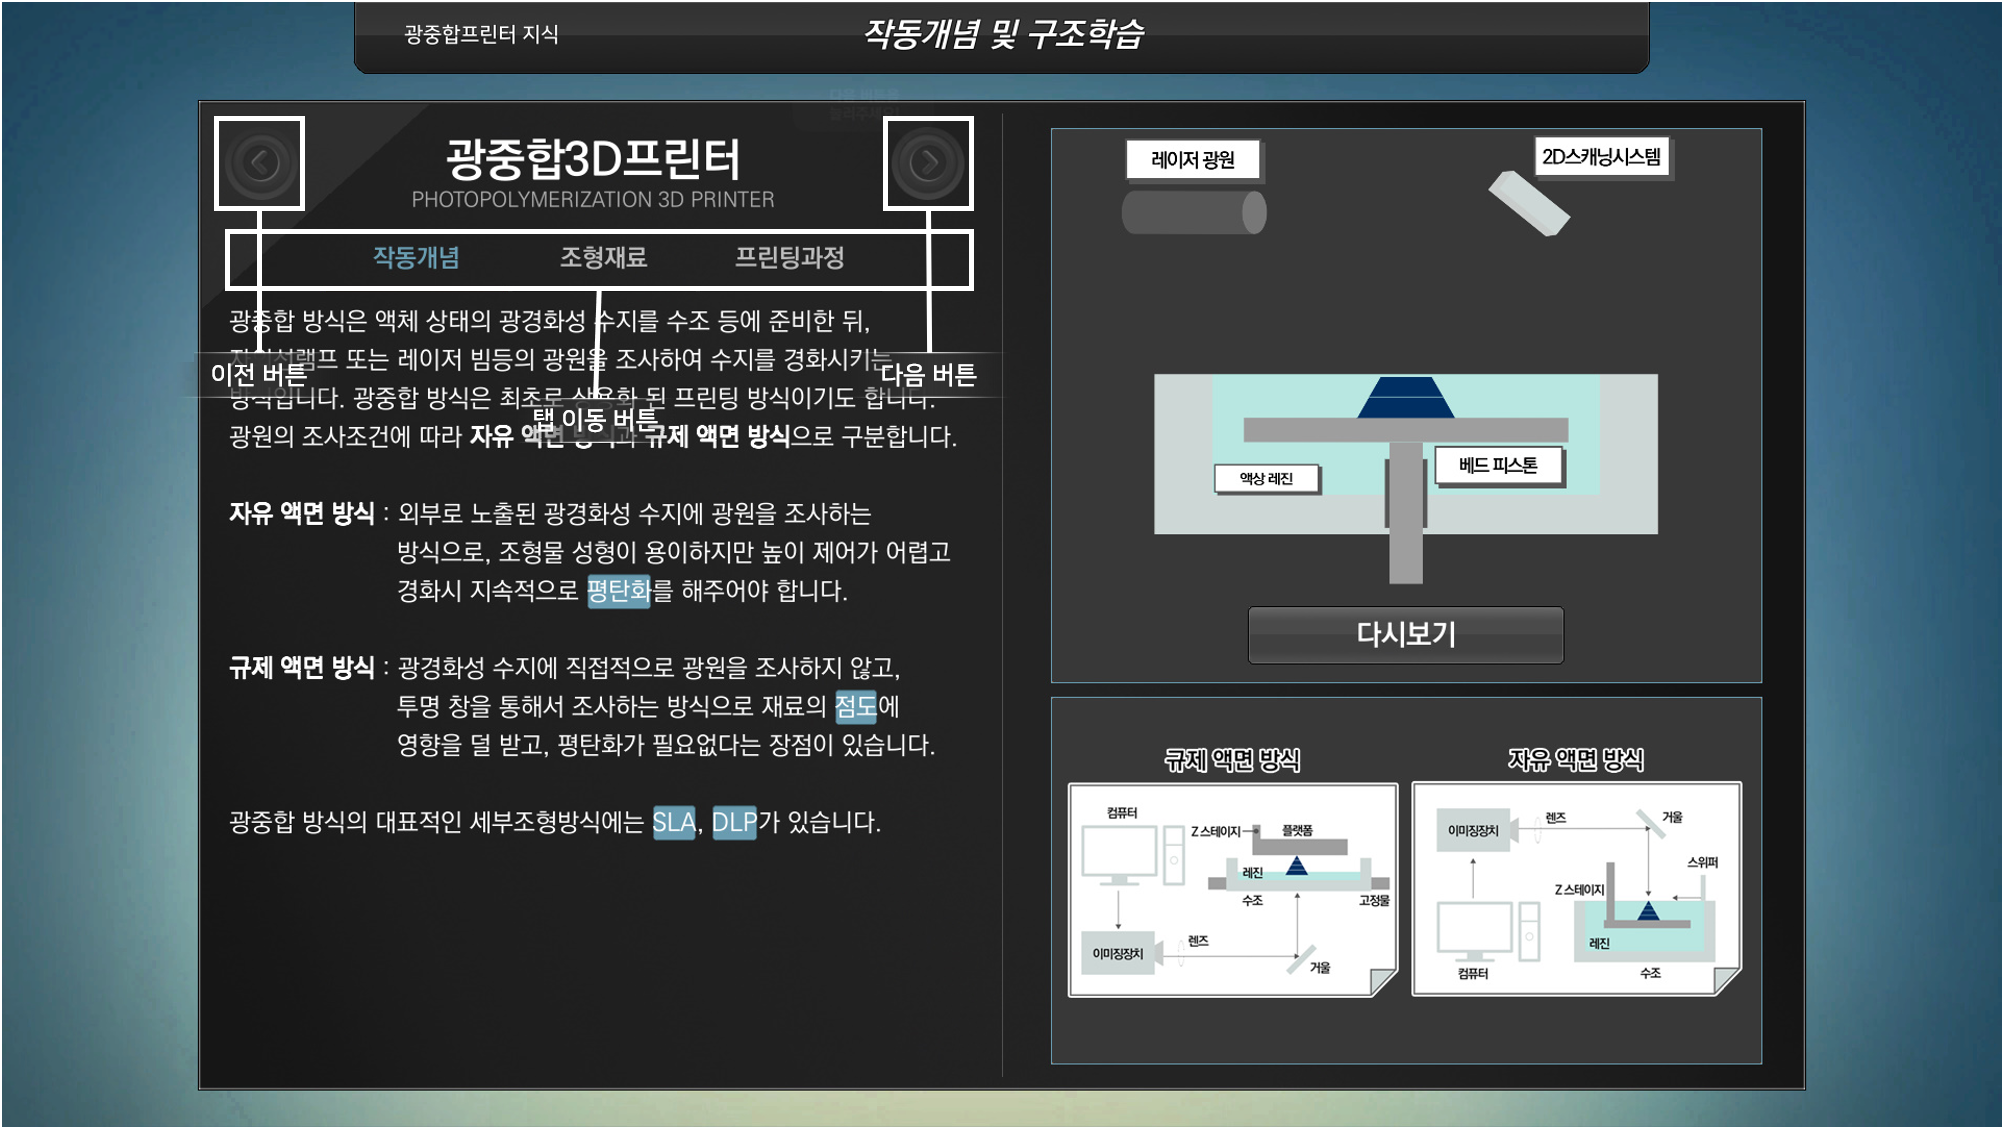 광중합프린터 지식
작동개념 및 구조학습
광중합3D프린터
PHOTOPOLYMERIZATION 3D PRINTER
작동개념
조형재료
프린팅과정
광중합 방식은 액체 상태의 광경화성 수지를 수조 등에 준비한 뒤,
자외선램프 또는 레이저 빔등의 광원을 조사하여 수지를 경화시키는
이전 버튼
다음 버튼
방식입니다. 광중합 방식은 최초로 상용화 된 프린팅 방식이기도 합니다.
탭 이동 버튼
광원의 조사조건에 따라 자유 액면 방식과 규제 액면 방식으로 구분합니다.
자유 액면 방식 : 외부로 노출된 광경화성 수지에 광원을 조사하는
방식으로, 조형물 성형이 용이하지만 높이 제어가 어렵고
경화시 지속적으로 평탄화를 해주어야 합니다.
규제 액면 방식 : 광경화성 수지에 직접적으로 광원을 조사하지 않고,
투명 창을 통해서 조사하는 방식으로 재료의 점도에
영향을 덜 받고, 평탄화가 필요없다는 장점이 있습니다.
광중합 방식의 대표적인 세부조형방식에는 SLA, DLP가 있습니다.
레이저 광원
2D스캐닝시스템
액상 레진
베드 피스톤
다시보기
규제 액면 방식
컴퓨터
Z 스테이지
플랫폼
레진
수조
고정물
이미징장치
렌즈
거울
자유 액면 방식
이미징장치
렌즈
거울
스위퍼
Z 스테이지
레진
컴퓨터
수조